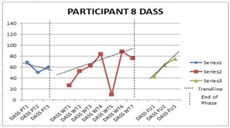 PARTICIPANT 8 DASS
140
120
100
80
60
40
20
0
DASS PT1
DASS PT2
DASS PT3
DASS WT1
DASS WT2
DASS WT3
DASS WT4
DASS WT5
DASS WT6
DASS WT7
DASS FU1
DASS FU2
DASS FU3
Series1
Series2
Series3
Trendline
End of
Phase